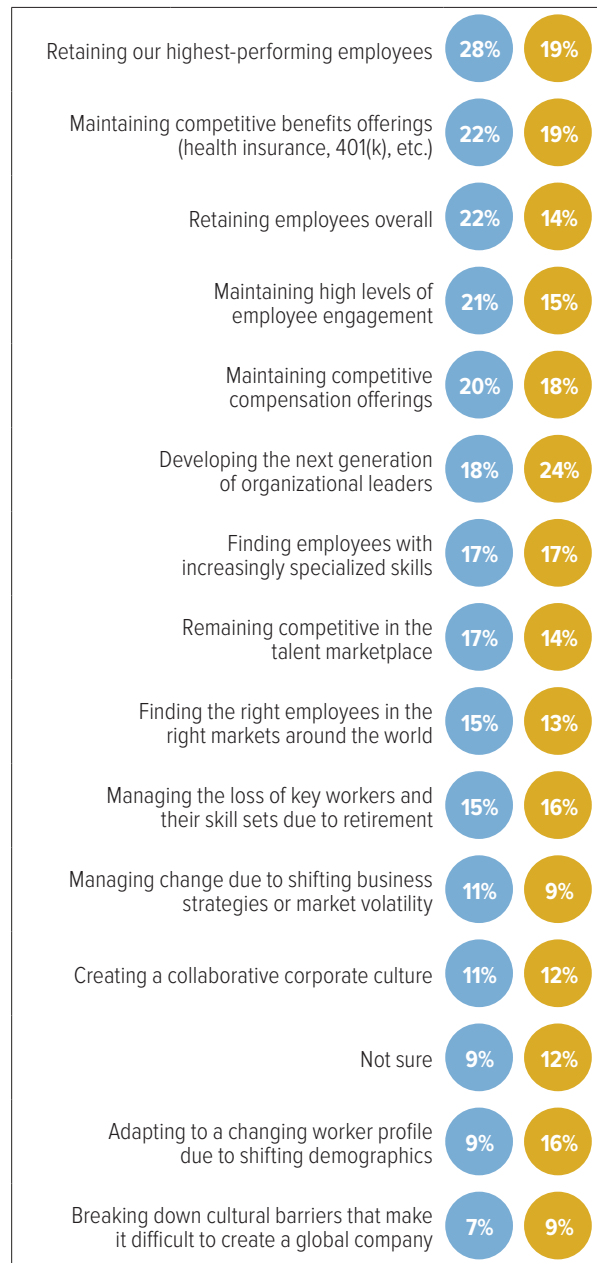 Retaining our highest-performing employees 28% 19%
Maintaining competitive benefits offerings
(health insurance, 401(k), etc.) 22% 19%
Retaining employees overall 22% 14%
Maintaining high levels of
employee engagement 21% 15%
Maintaining competitive
compensation offerings 20% 18%
Developing the next generation
of organizational leaders 18% 24%
Finding employees with
increasingly specialized skills 17% 17%
Remaining competitive in the
talent marketplace 17% 14%
Finding the right employees in the
right markets around the world 15% 13%
Managing the loss of key workers and
their skill sets due to retirement 15% 16%
Managing change due to shifting business
strategies or market volatility 11% 9%
Creating a collaborative corporate culture 11% 12%
Not sure 9% 12%
Adapting to a changing worker profile
due to shifting demographics 9% 16%
Breaking down cultural barriers that make
it difficult to create a global company 7% 9%